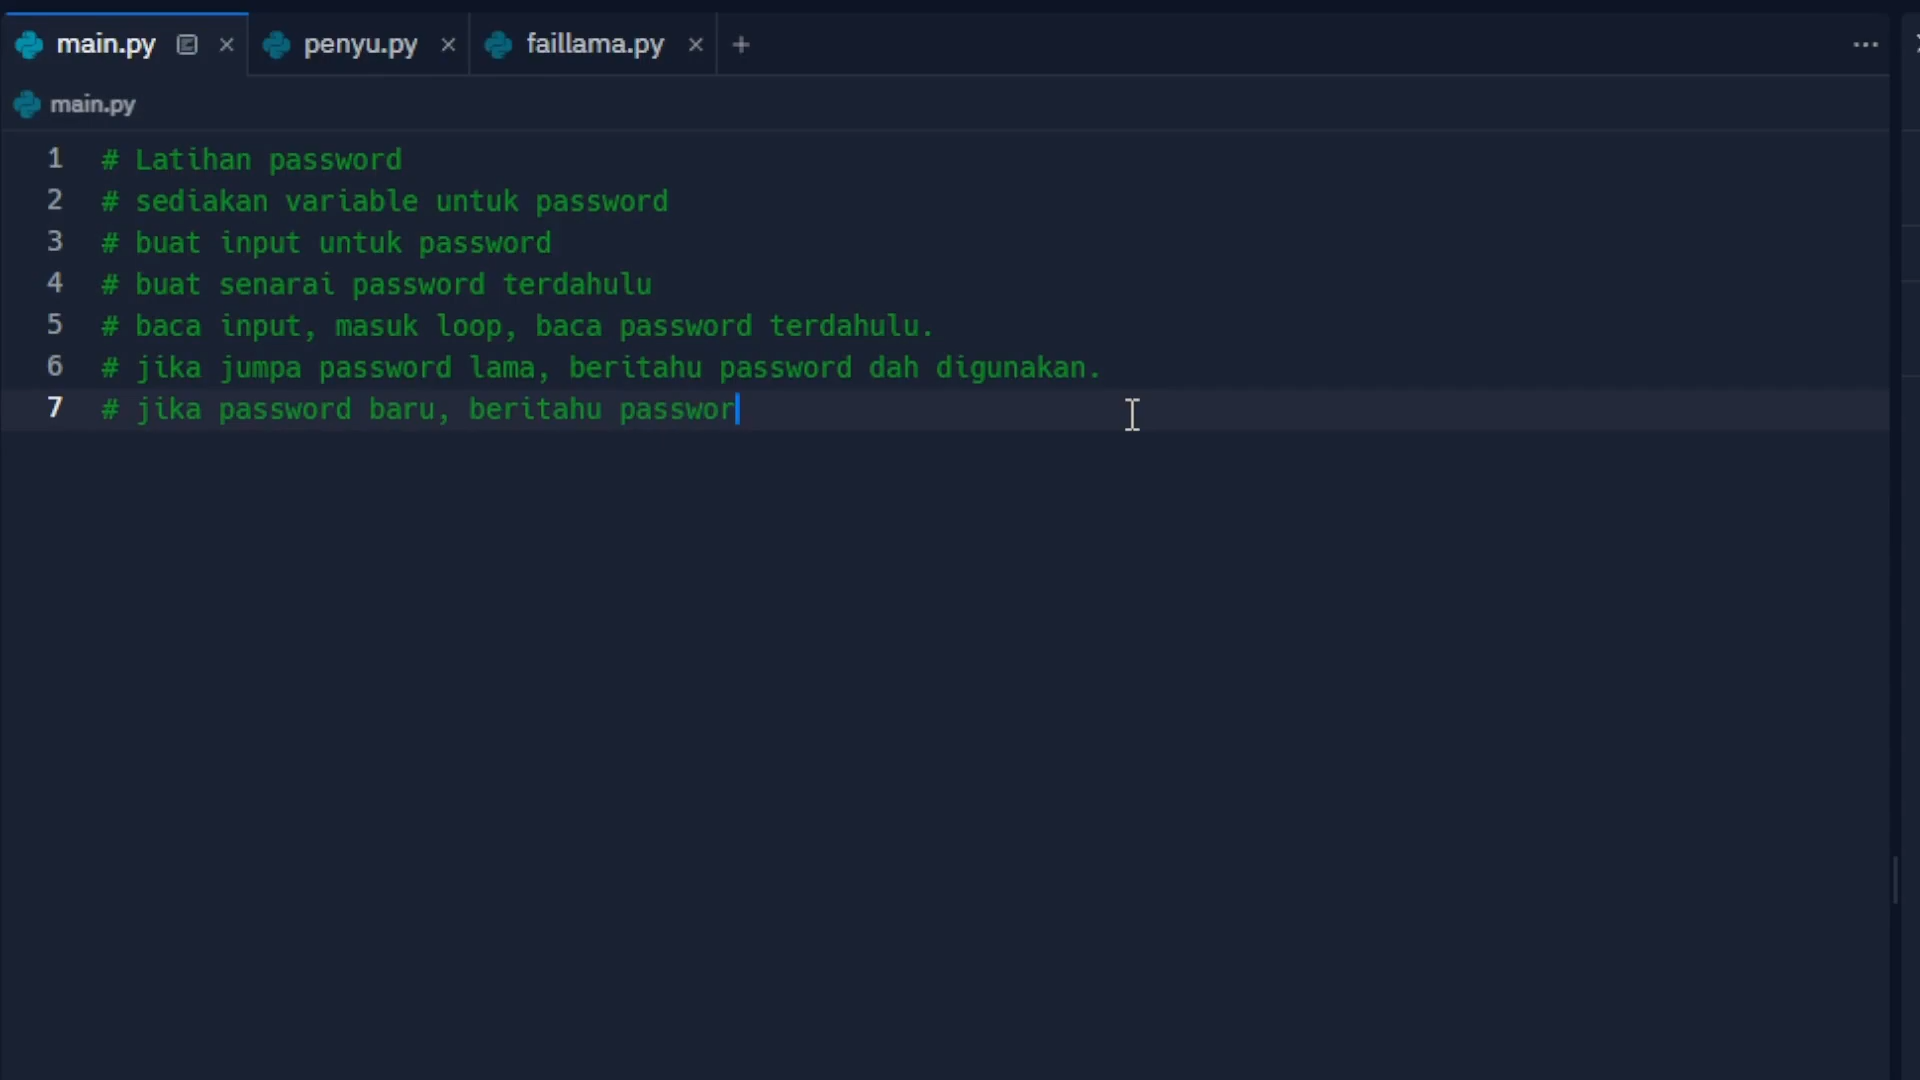 main.py penyu.py faillama.py
main.py
1 # Latihan password
2 # sediakan variable untuk password
3 # buat input untuk password
4 # buat senarai password terdahulu
5 # baca input, masuk loop, baca password terdahulu.
6 # jika jumpa password lama, beritahu password dah digunakan.
7 # jika password baru, beritahu passwor